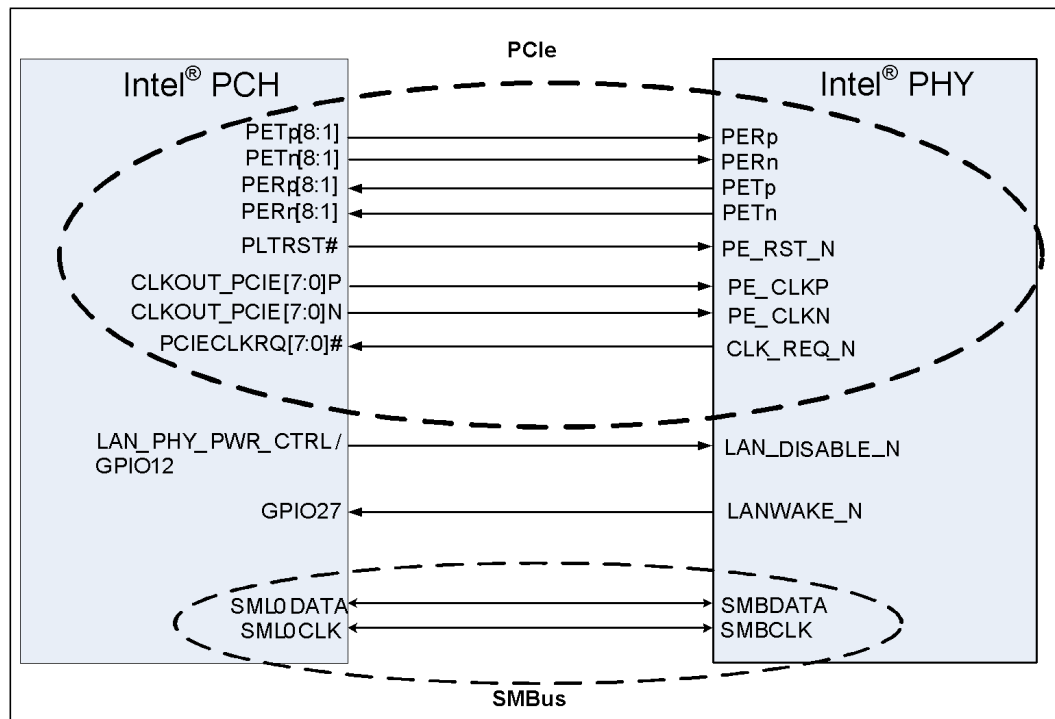 PCIe
Intel® PCH
Intel® PHY
PETp[8:1]
PERp
PETn[8:1]
PERn
PERp[8:1]
PETp
PERn[8:1]
PETn
PLTRST#
PE_RST_N
CLKOUT_PCIE[7:0]P
PE_CLKP
CLKOUT_PCIE[7:0]N
PE_CLKN
PCIECLKRQ[7:0]#
CLK_REQ_N
LAN_PHY_PWR_CTRL/
GPIO12
LAN_DISABLE_N
GPIO27
LANWAKE_N
SML0DATA
SMBDATA
SML0CLK
SMBCLK
SMBus